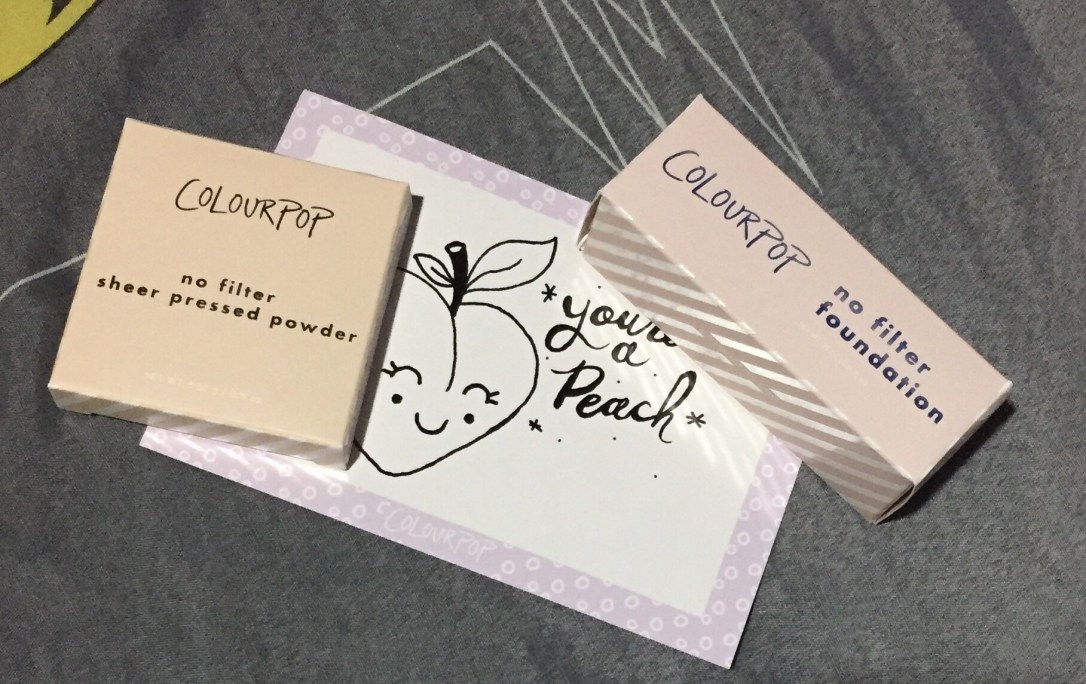 COLOURPOP
no filter
sheer pressed powder
*you're
a
Peach*
COLOURPOP
COLOURPOP
no filter
foundation